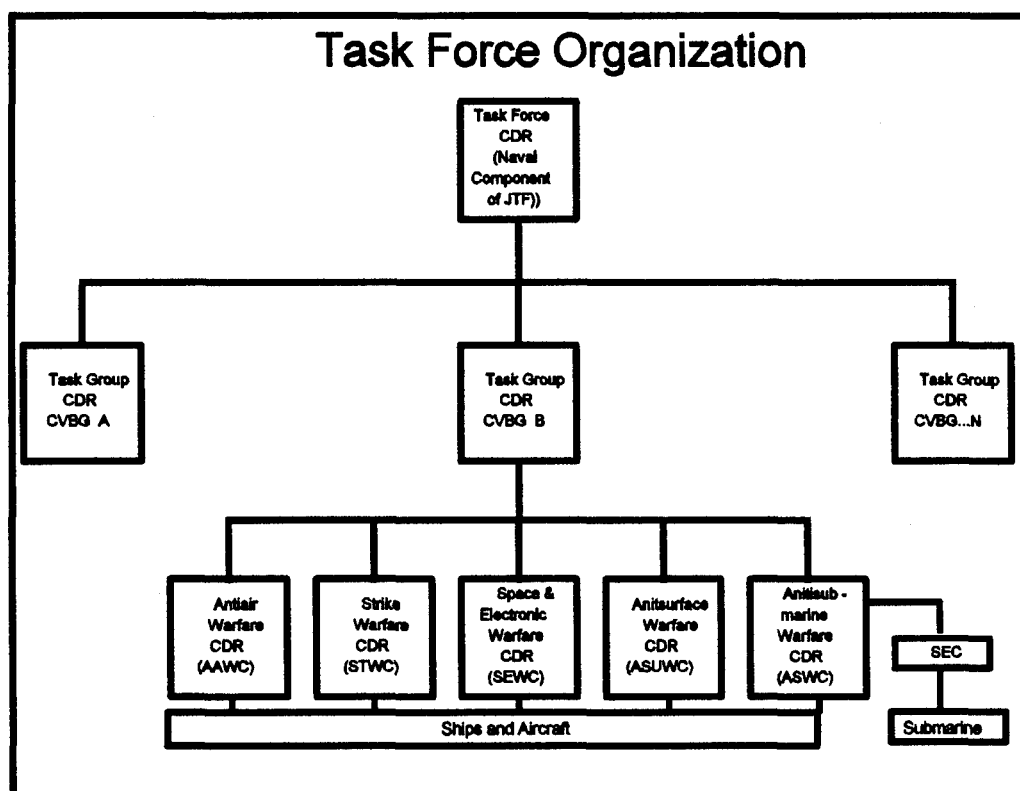 Task Force Organization
Task Force
CDR
(Naval
Component
of JTF))
Task Group
CDR
CVBG A
Task Group
CDR
CVBG B
Task Group
CDR
CVBG...N
Antiair
Warfare
CDR
(AAWC)
Strike
Warfare
CDR
(STWC)
Space &
Electronic
Warfare
CDR
(SEWC)
Anitsurface
Warfare
CDR
(ASUWC)
Anitisub -
marine
Warfare
CDR
(ASWC)
SEC
Ships and Aircraft
Submarine